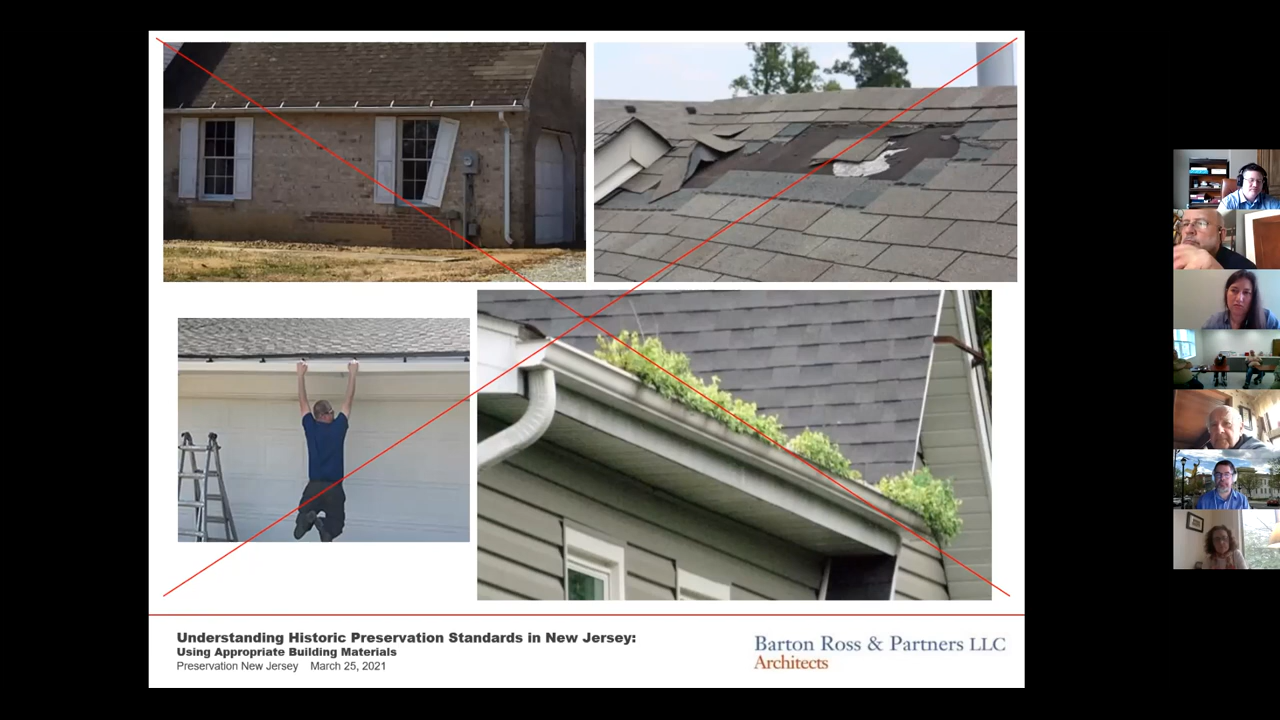 Understanding Historic Preservation Standards in New Jersey:
Using Appropriate Building Materials
Preservation New Jersey March 25, 2021
Barton Ross & Partners LLC
Architects